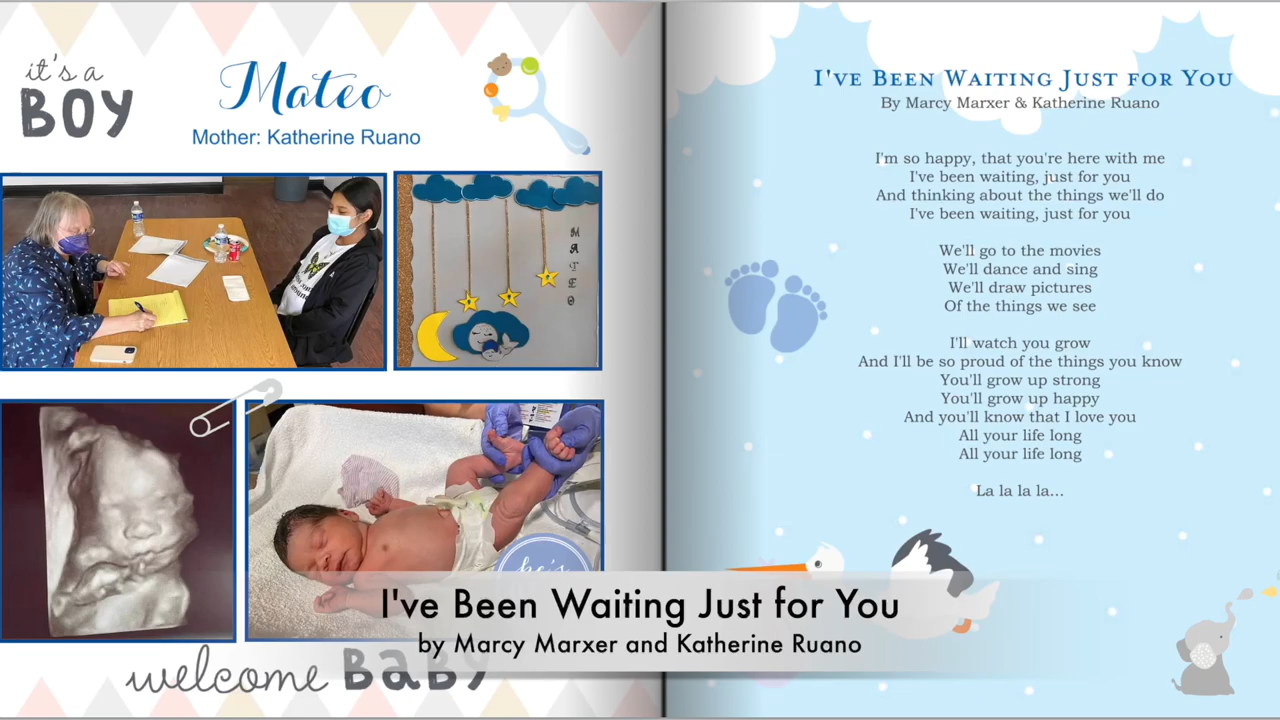 it's a
BOY
Mateo
Mother: Katherine Ruano
MATEO
he's
welcome BABY
I'VE BEEN WAITING JUST FOR YOU
By Marcy Marxer & Katherine Ruano
I'm so happy, that you're here with me
I've been waiting, just for you
And thinking about the things we'll do
I've been waiting, just for you
We'll go to the movies
We'll dance and sing
We'll draw pictures
Of the things we see
I'll watch you grow
And I'll be so proud of the things you know
You'll grow up strong
You'll grow up happy
And you'll know that I love you
All your life long
All your life long
La la la la...
I've Been Waiting Just for You
by Marcy Marxer and Katherine Ruano